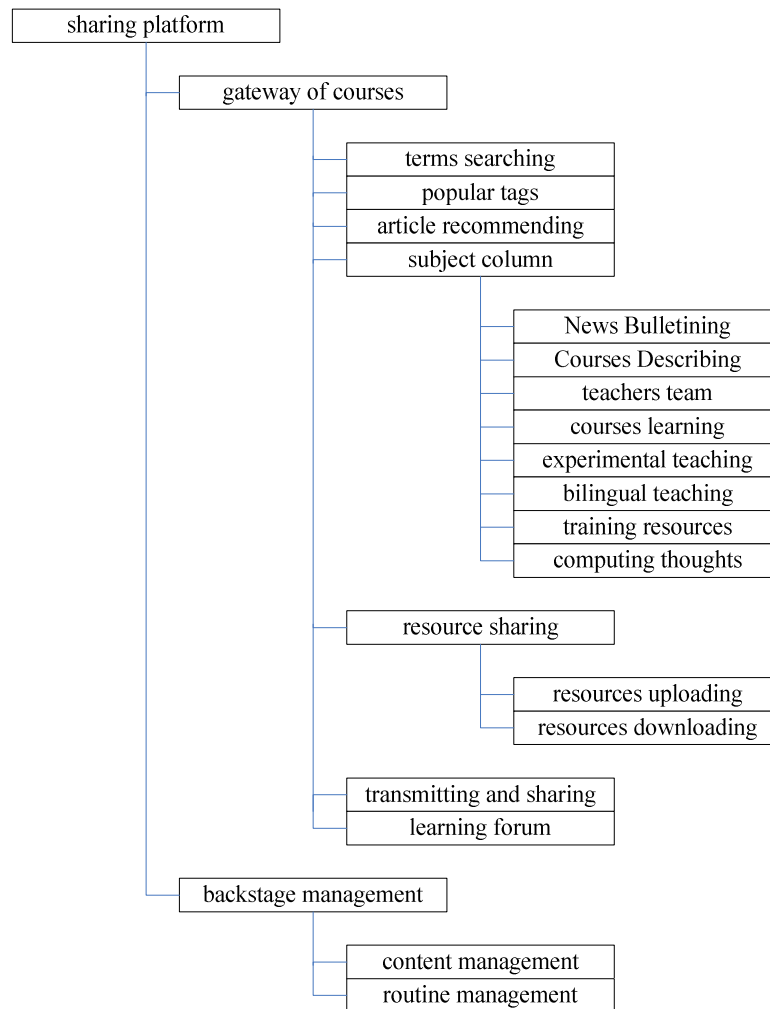 sharing platform
gateway of courses
terms searching
popular tags
article recommending
subject column
News Bulletining
Courses Describing
teachers team
courses learning
experimental teaching
bilingual teaching
training resources
computing thoughts
resource sharing
resources uploading
resources downloading
transmitting and sharing
learning forum
backstage management
content management
routine management